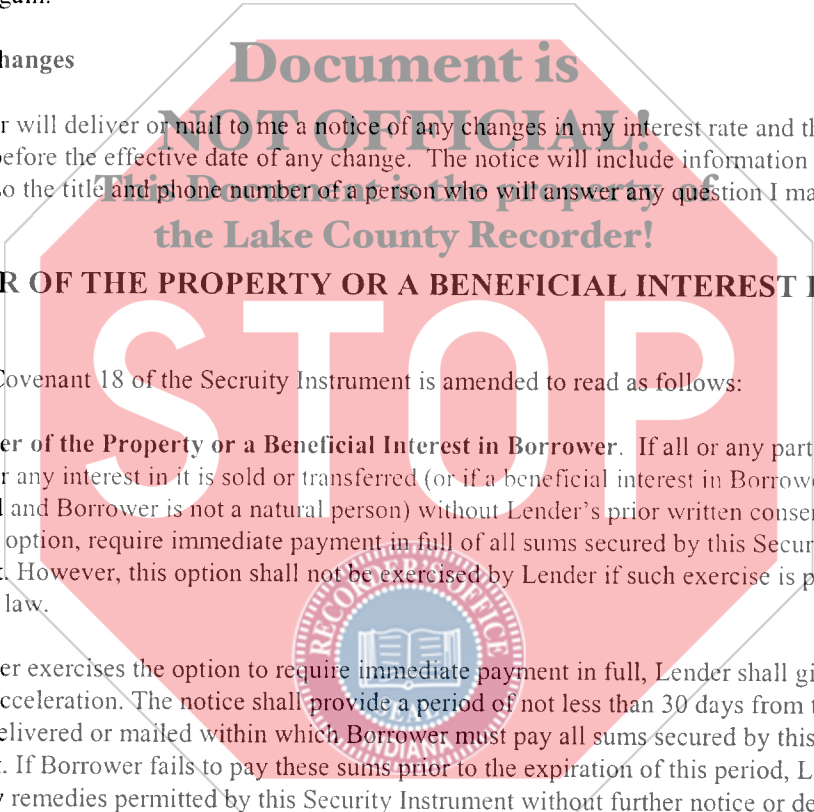 gain.
hanges
Document is
NOT OFFICIAL!
r will deliver or mail to me a notice of any changes in my interest rate and th
before the effective date of any change. The notice will include information
so the title and phone number of a person who will answer any question I ma
This Document is the property of
the Lake County Recorder!
R OF THE PROPERTY OR A BENEFICIAL INTEREST I
STOP
Covenant 18 of the Secruity Instrument is amended to read as follows:
er of the Property or a Beneficial Interest in Borrower. If all or any part
r any interest in it is sold or transferred (or if a beneficial interest in Borrowe
d and Borrower is not a natural person) without Lender's prior written conser
option, require immediate payment in full of all sums secured by this Secur
t. However, this option shall not be exercised by Lender if such exercise is p
law.
RECORDER'S OFFICE
SEAL
INDIANA
er exercises the option to require immediate payment in full, Lender shall gi
cceleration. The notice shall provide a period of not less than 30 days from t
elivered or mailed within which Borrower must pay all sums secured by this
t. If Borrower fails to pay these sums prior to the expiration of this period, L
y remedies permitted by this Security Instrument without further notice or de